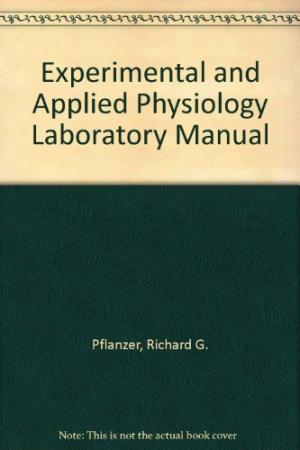 Experimental and
Applied Physiology
Laboratory Manual
Pflanzer, Richard G.
Note: This is not the actual book cover